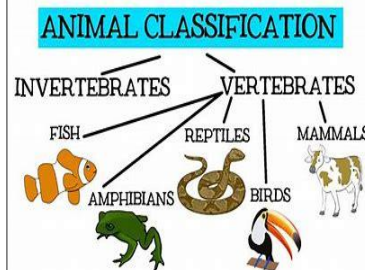 ANIMAL CLASSIFICATION
INVERTEBRATES
VERTEBRATES
FISH
REPTILES
MAMMALS
AMPHIBIANS
BIRDS